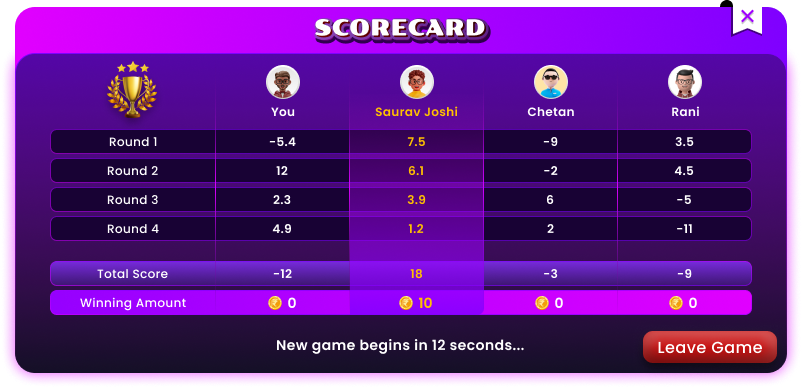 SCORECARD
You Saurav Joshi Chetan Rani
Round 1 -5.4 7.5 -9 3.5
Round 2 12 6.1 -2 4.5
Round 3 2.3 3.9 6 -5
Round 4 4.9 1.2 2 -11
Total Score -12 18 -3 -9
Winning Amount 0 10 0 0
New game begins in 12 seconds...
Leave Game